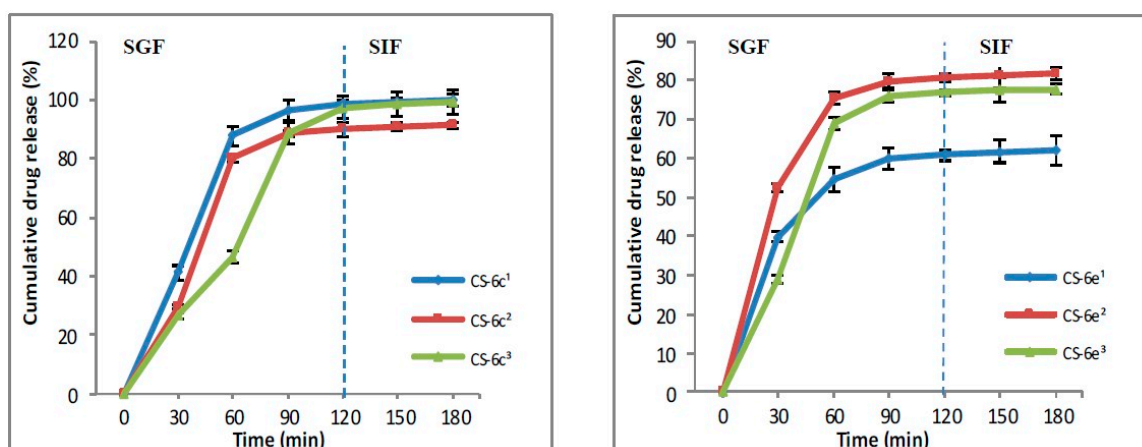 SGF SIF
Cumulative drug release (%)
120
100
80
60
40
20
0
0 30 60 90 120 150 180
Time (min)
CS-6c¹
CS-6c²
CS-6c³
SGF SIF
Cumulative drug release (%)
90
80
70
60
50
40
30
20
10
0
0 30 60 90 120 150 180
Time (min)
CS-6e¹
CS-6e²
CS-6e³